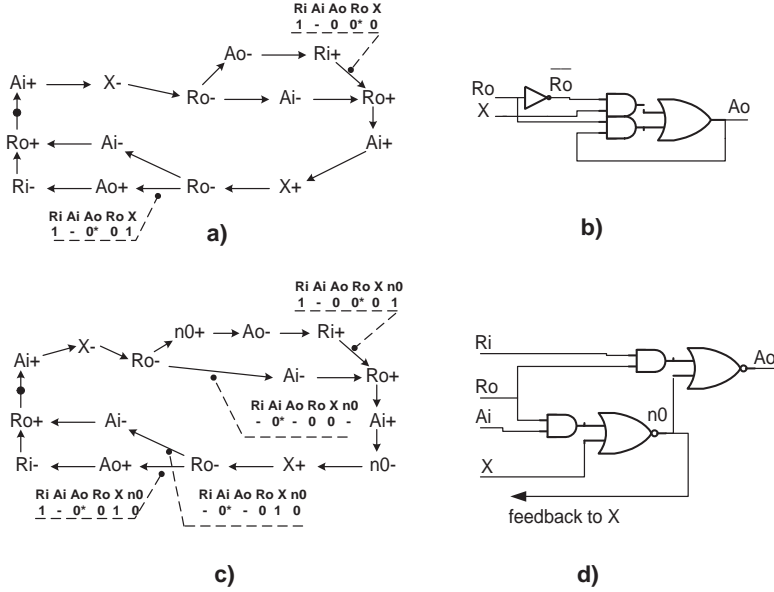 Ri Ai Ao Ro X
1 - 0 0* 0
Ao- Ri+
Ai+ X- Ro- Ai- Ro+
Ro+ Ai- Ai+
Ri- Ao+ Ro- X+
Ri Ai Ao Ro X
1 - 0* 0 1
a)
Ro Ro
X Ao
b)
Ri Ai Ao Ro X n0
1 - 0 0* 0 1
n0+ Ao- Ri+
Ai+ X- Ro- Ai- Ro+
Ri Ai Ao Ro X n0
- 0* - 0 0 -
Ro+ Ai- Ai+
Ri- Ao+ Ro- X+ n0-
Ri Ai Ao Ro X n0
1 - 0* 0 1 0
Ri Ai Ao Ro X n0
- 0* - 0 1 0
c)
Ri
Ao
Ro
n0
Ai
X
feedback to X
d)